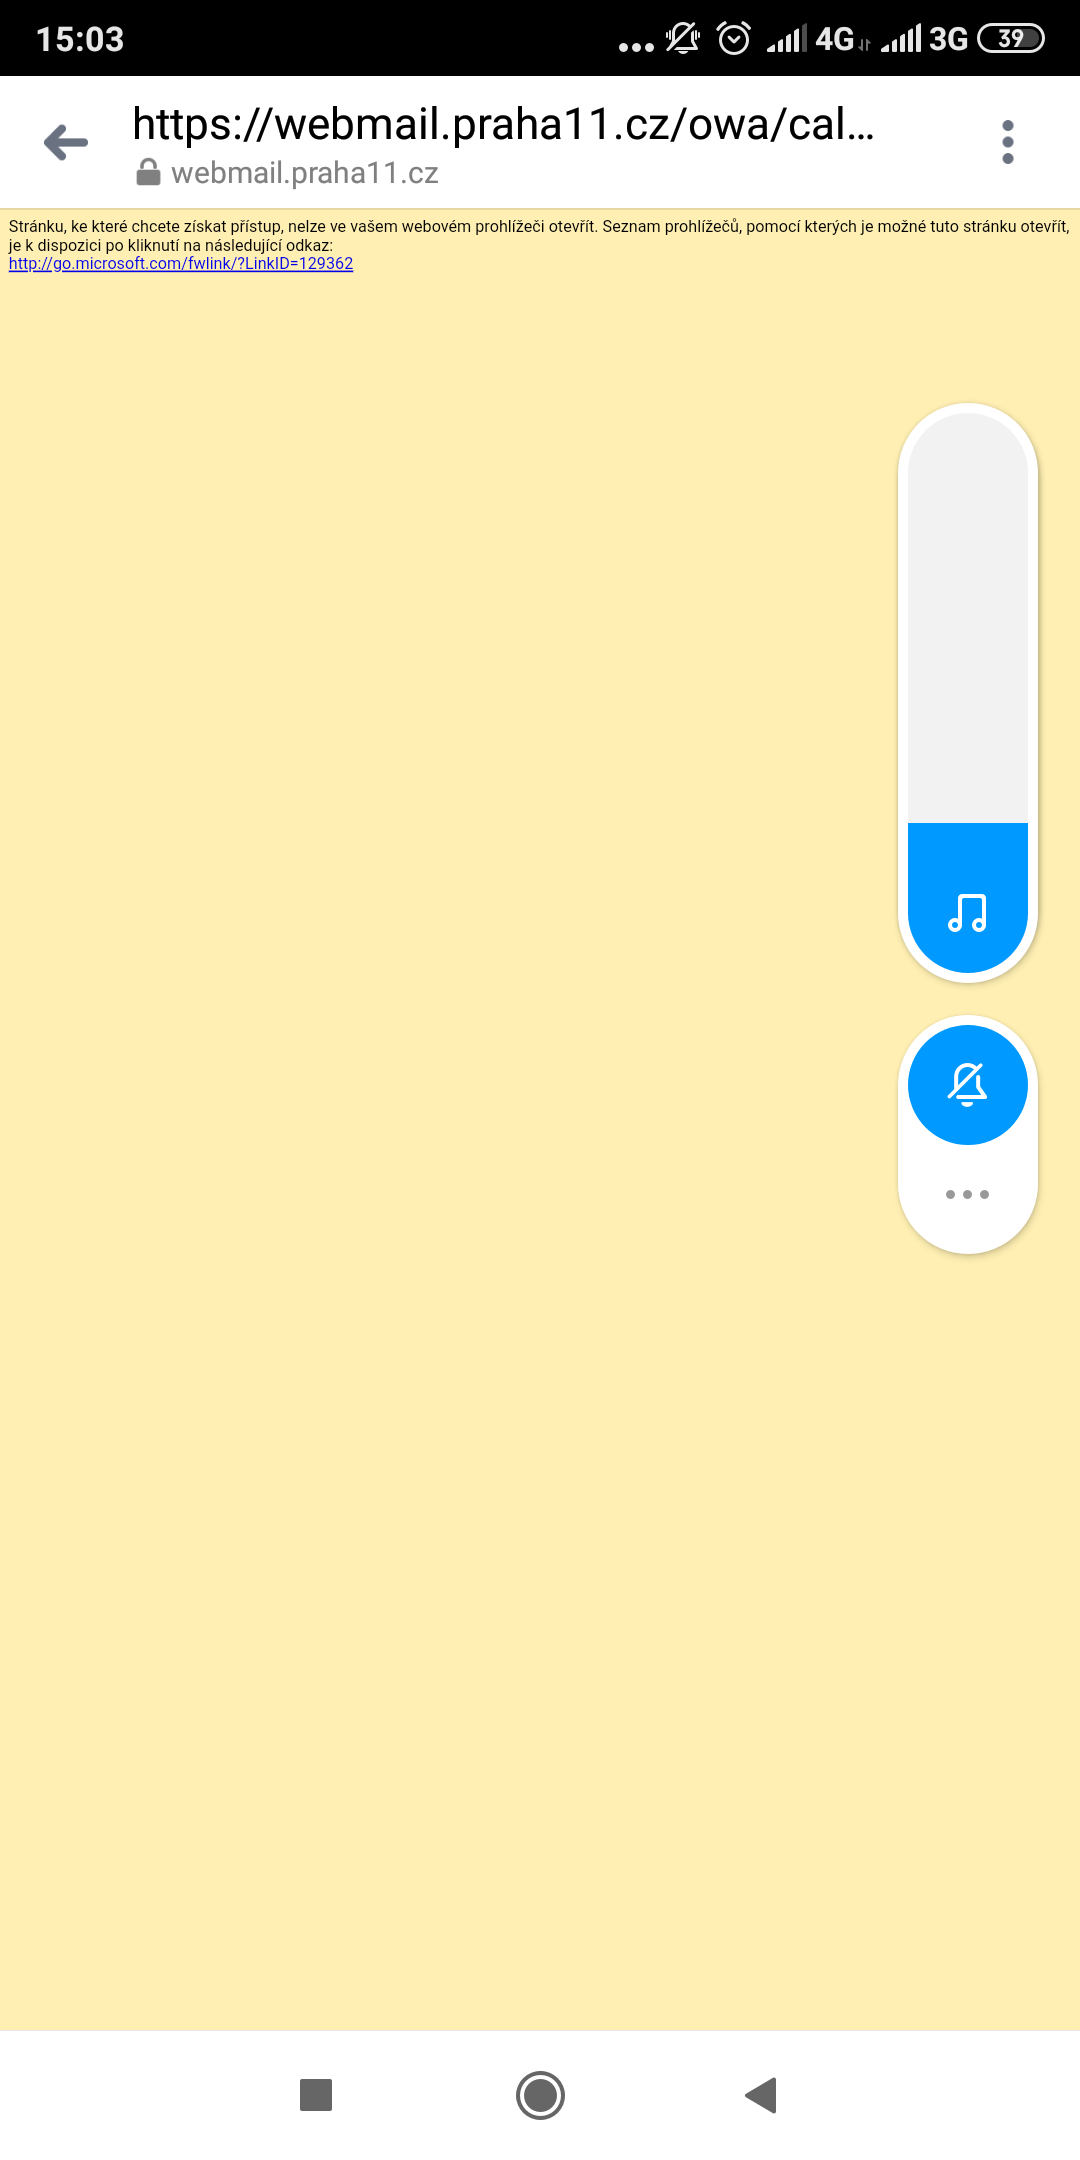 15:03
4G 3G 39
https://webmail.praha11.cz/owa/cal...
webmail.praha11.cz
Stránku, ke které chcete získat přístup, nelze ve vašem webovém prohlížeči otevřít. Seznam prohlížečů, pomocí kterých je možné tuto stránku otevřít,
je k dispozici po kliknutí na následující odkaz:
http://go.microsoft.com/fwlink/?LinkID=129362